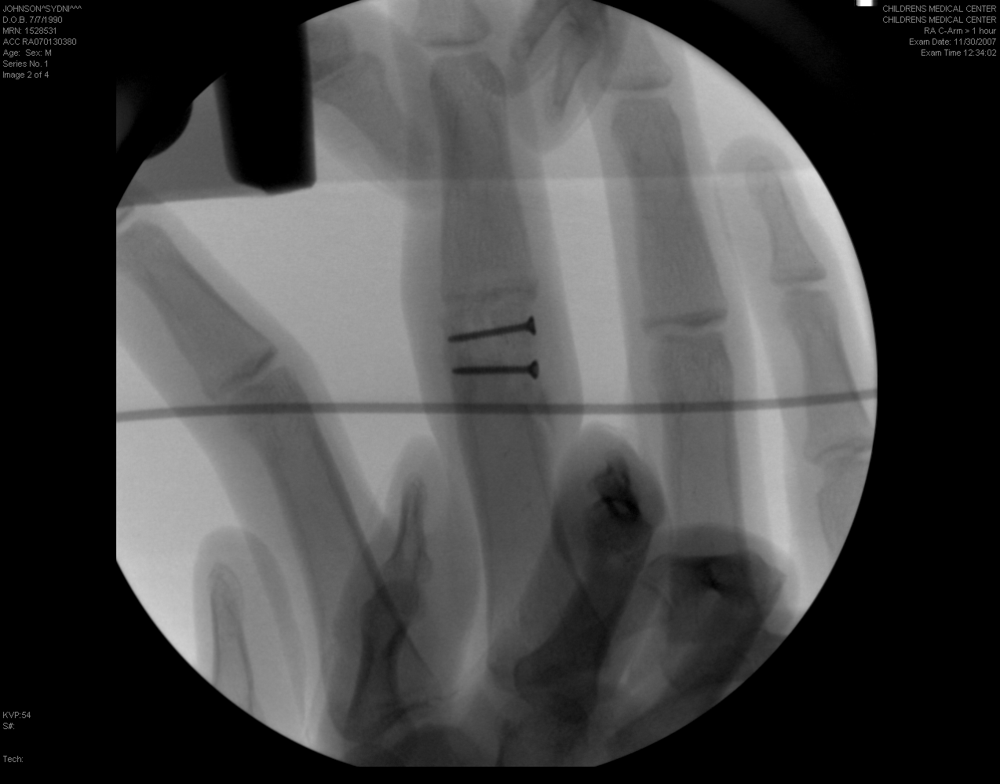 JOHNSON^SYDNI^^^
D.O.B. 7/7/1990
MRN: 1528531
ACC RA070130380
Age: Sex: M
Series No. 1
Image 2 of 4
CHILDRENS MEDICAL CENTER
CHILDRENS MEDICAL CENTER
RA C-Arm > 1 hour
Exam Date: 11/30/2007
Exam Time 12:34:02
KVP:54
S#:
Tech: